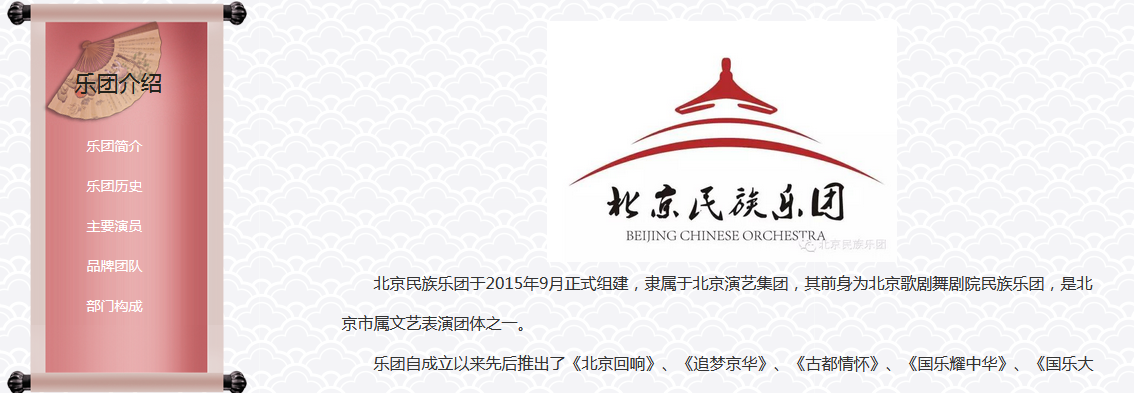 乐团介绍
乐团简介
乐团历史
主要演员
品牌团队
部门构成
北京民族乐团
BEIJING CHINESE ORCHESTRA
北京民族乐团
北京民族乐团于2015年9月正式组建，隶属于北京演艺集团，其前身为北京歌剧舞剧院民族乐团，是北
京市属文艺表演团体之一。
乐团自成立以来先后推出了《北京回响》、《追梦京华》、《古都情怀》、《国乐耀中华》、《国乐大